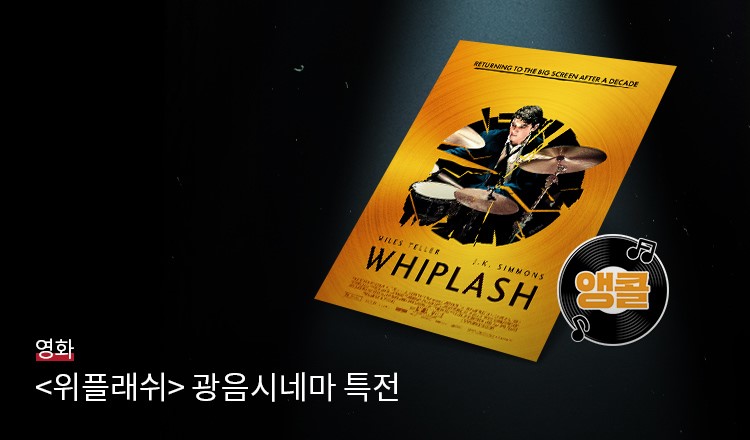 RETURNING TO THE BIG SCREEN AFTER A DECADE
MILES TELLER J.K. SIMMONS
WHIPLASH
앵콜
영화
<위플래쉬> 광음시네마 특전